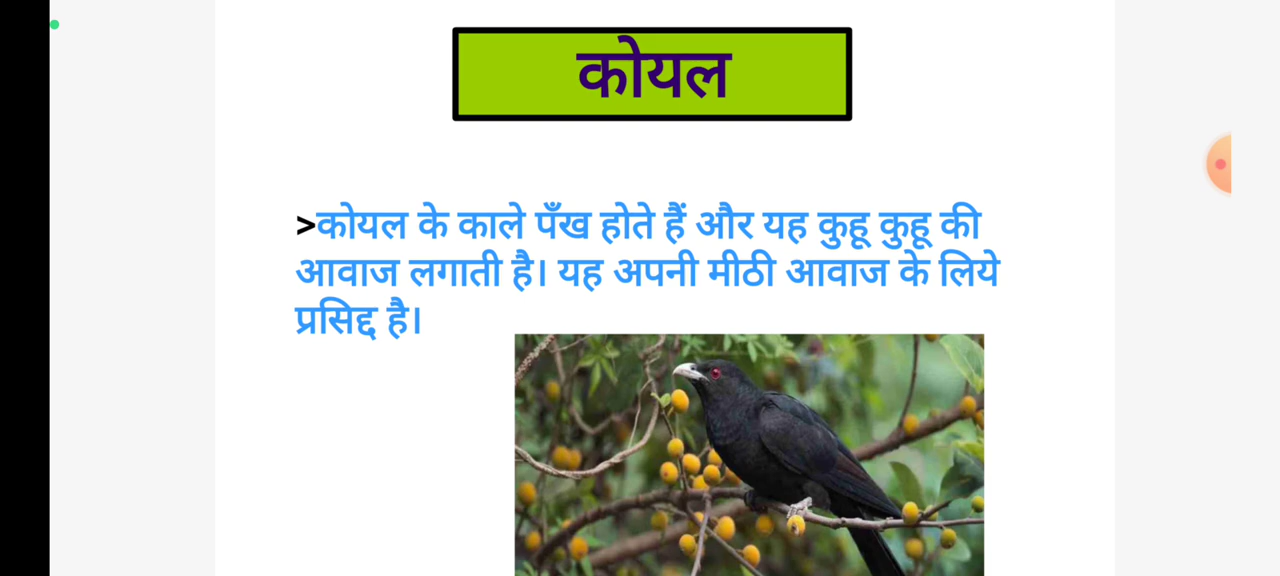 कोयल
>कोयल के काले पँख होते हैं और यह कुहू कुहू की
आवाज लगाती है। यह अपनी मीठी आवाज के लिये
प्रसिद्द है।